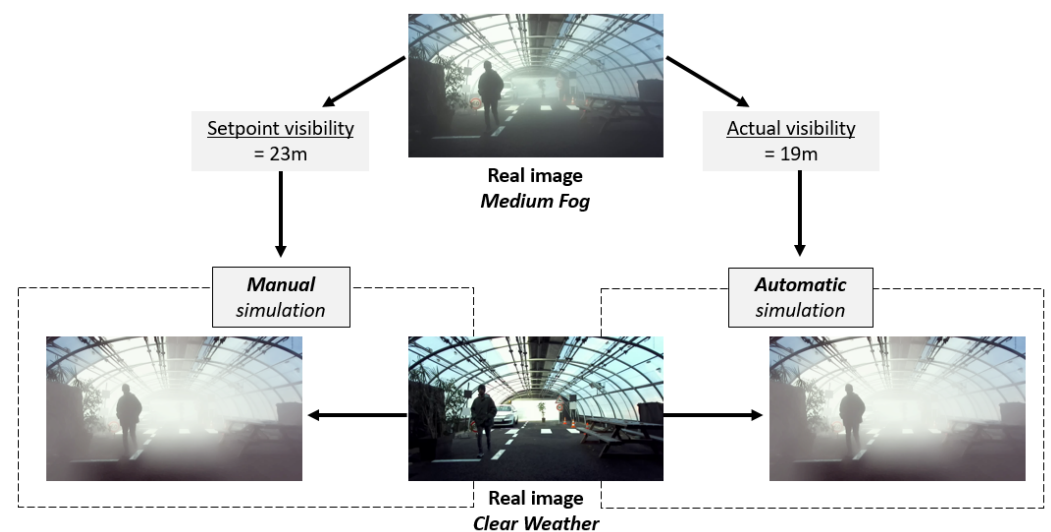 Setpoint visibility
= 23m
Real image
Medium Fog
Actual visibility
= 19m
Manual
simulation
Automatic
simulation
Real image
Clear Weather